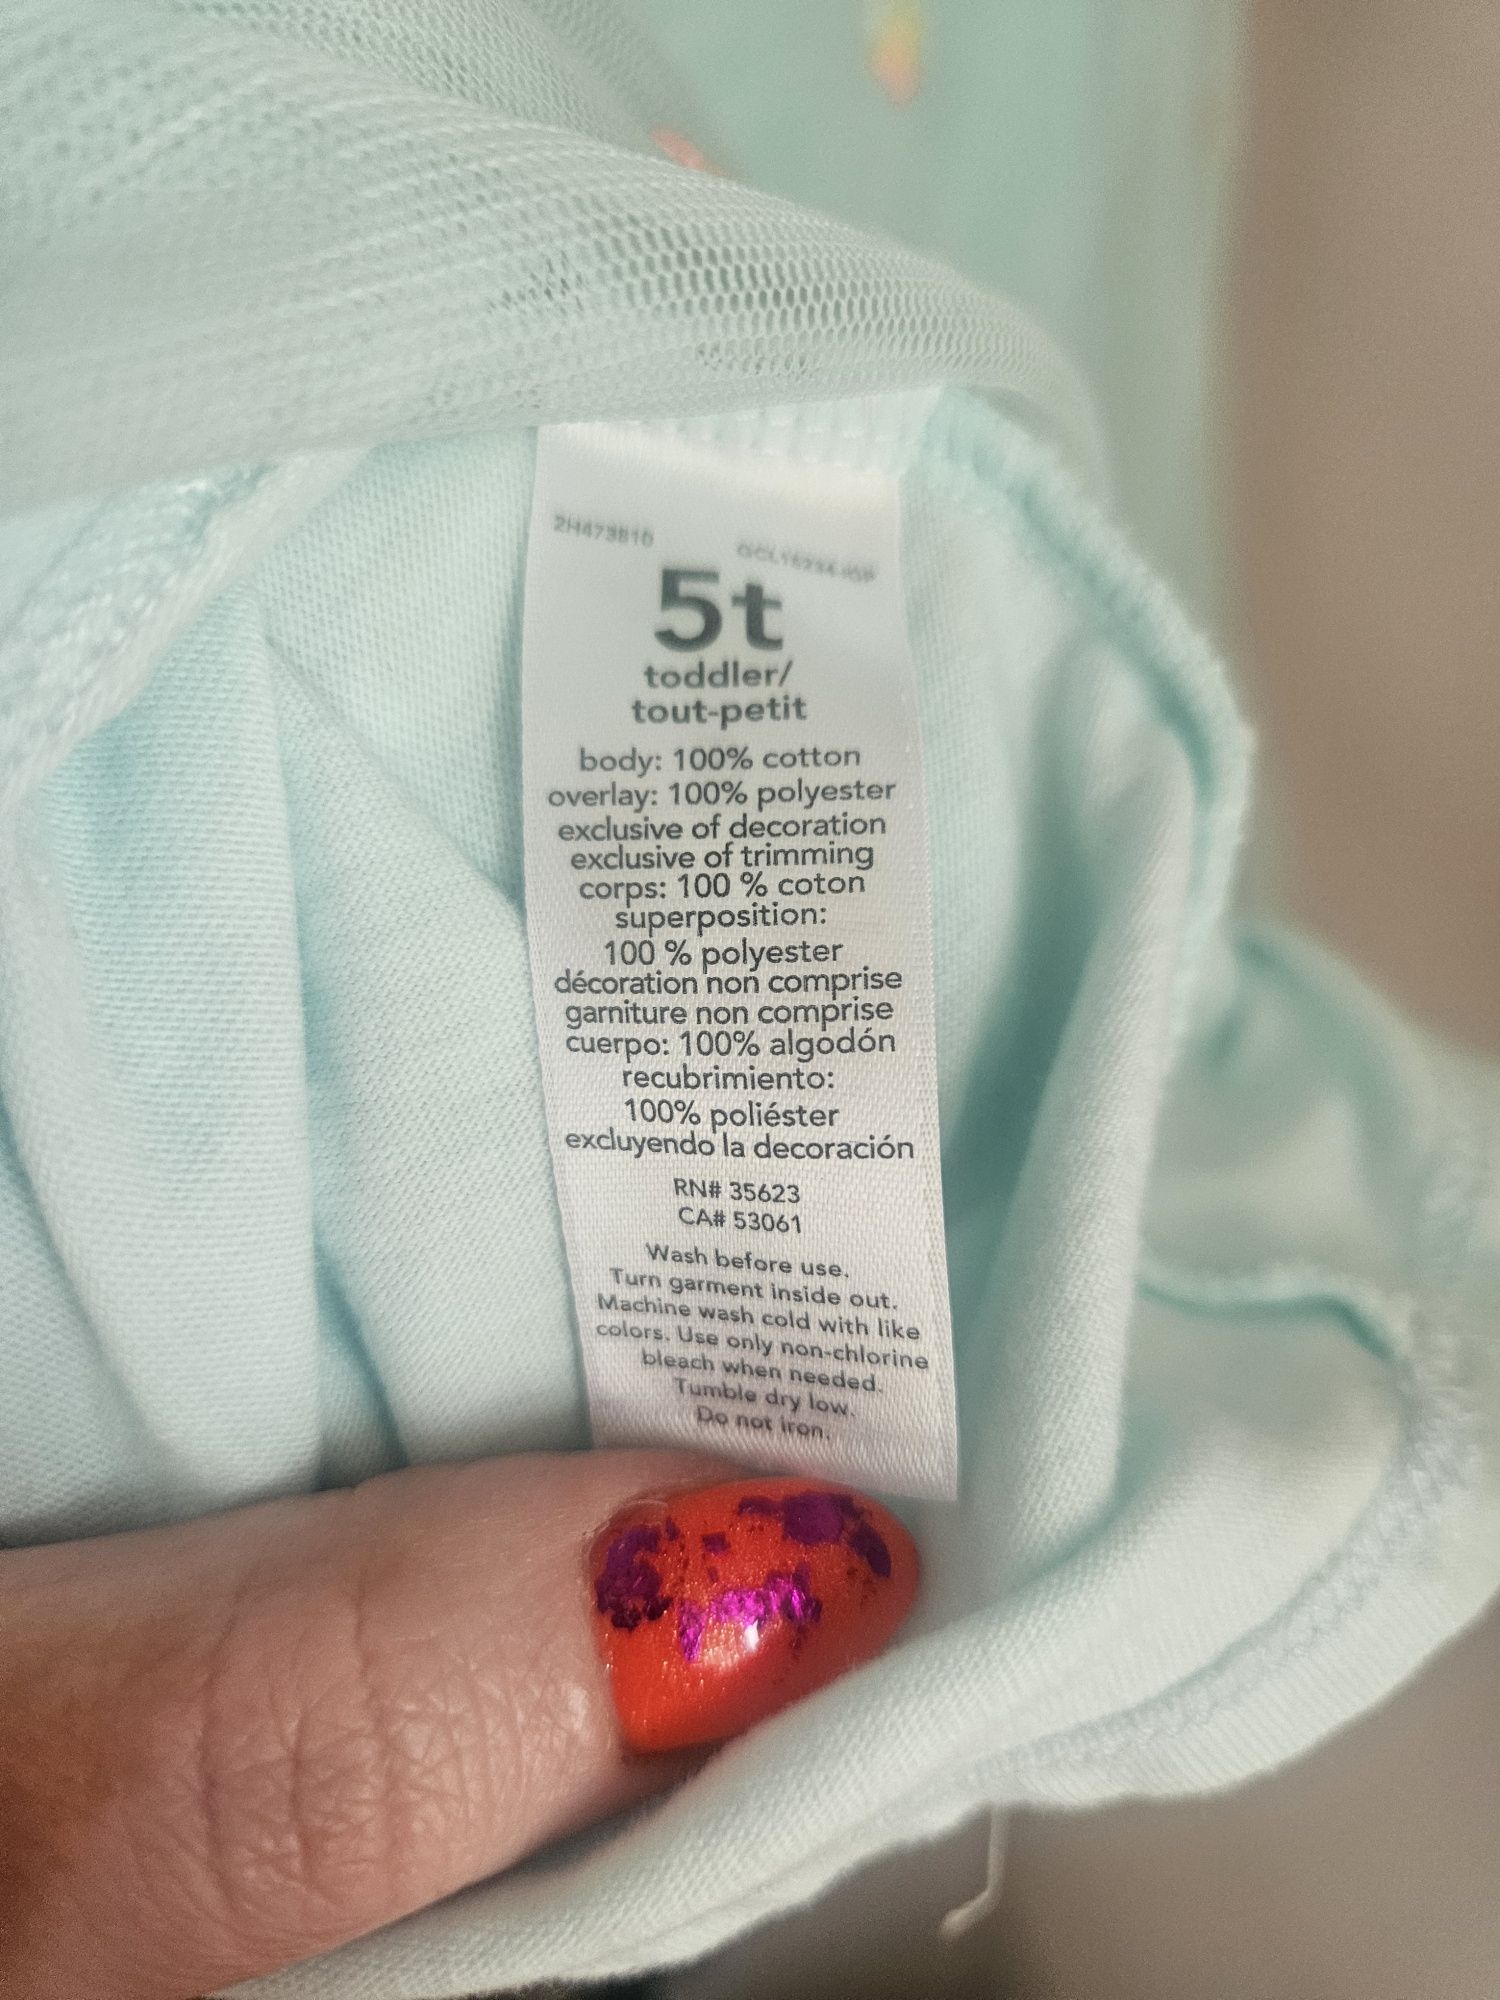 2H473810
5t
toddler/
tout-petit
body: 100% cotton
overlay: 100% polyester
exclusive of decoration
exclusive of trimming
corps: 100 % coton
superposition:
100 % polyester
décoration non comprise
garniture non comprise
cuerpo: 100% algodón
recubrimiento:
100% poliéster
excluyendo la decoración
RN# 35623
CA# 53061
Wash before use.
Turn garment inside out.
Machine wash cold with like
colors. Use only non-chlorine
bleach when needed.
Tumble dry low.
Do not iron.